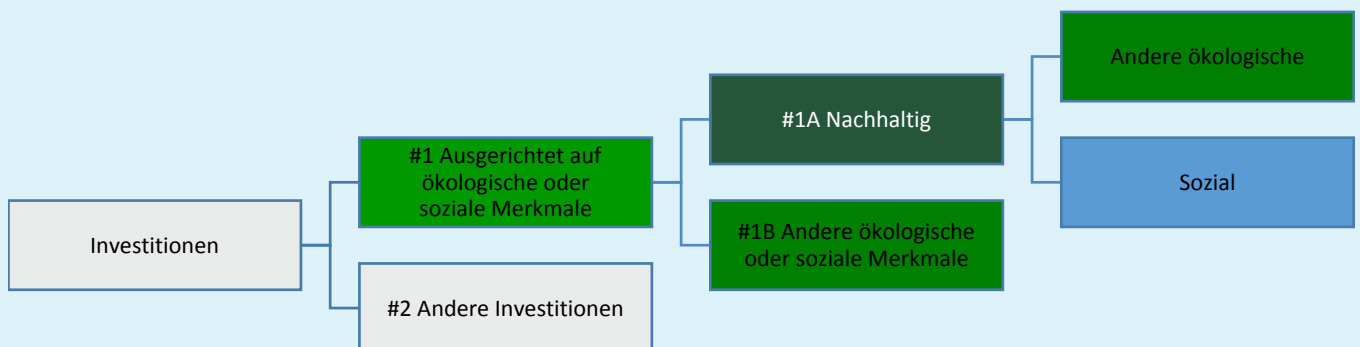 Investitionen
#1 Ausgerichtet auf
ökologische oder
soziale Merkmale
#2 Andere Investitionen
#1A Nachhaltig
#1B Andere ökologische
oder soziale Merkmale
Andere ökologische
Sozial